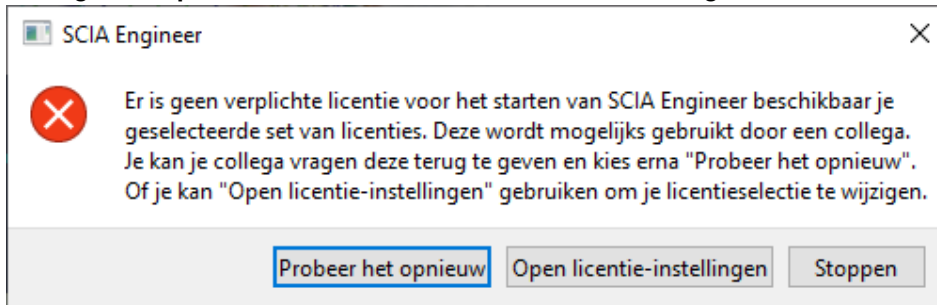 SCIA Engineer
Er is geen verplichte licentie voor het starten van SCIA Engineer beschikbaar je
geselecteerde set van licenties. Deze wordt mogelijks gebruikt door een collega.
Je kan je collega vragen deze terug te geven en kies erna "Probeer het opnieuw".
Of je kan "Open licentie-instellingen" gebruiken om je licentieselectie te wijzigen.
Probeer het opnieuw Open licentie-instellingen Stoppen